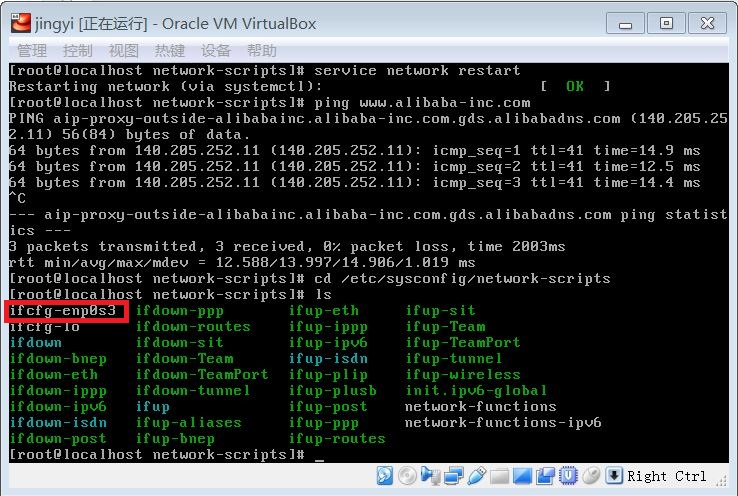 jingyi [正在运行] - Oracle VM VirtualBox
管理 控制 视图 热键 设备 帮助
[root@localhost network-scripts]# service network restart
Restarting network (via systemctl): [ OK ]
[root@localhost network-scripts]# ping www.alibaba-inc.com
PING aip-proxy-outside-alibabainc.alibaba-inc.com.gds.alibabadns.com (140.205.25
2.11) 56(84) bytes of data.
64 bytes from 140.205.252.11 (140.205.252.11): icmp_seq=1 ttl=41 time=14.9 ms
64 bytes from 140.205.252.11 (140.205.252.11): icmp_seq=2 ttl=41 time=12.5 ms
64 bytes from 140.205.252.11 (140.205.252.11): icmp_seq=3 ttl=41 time=14.4 ms
^C
--- aip-proxy-outside-alibabainc.alibaba-inc.com.gds.alibabadns.com ping statist
ics ---
3 packets transmitted, 3 received, 0% packet loss, time 2003ms
rtt min/avg/max/mdev = 12.588/13.997/14.906/1.019 ms
[root@localhost network-scripts]# cd /etc/sysconfig/network-scripts
[root@localhost network-scripts]# ls
ifcfg-enp0s3 ifdown-ppp ifup-eth ifup-sit
ifcfg-lo ifdown-routes ifup-ippp ifup-Team
ifdown ifdown-sit ifup-ipv6 ifup-TeamPort
ifdown-bnep ifdown-Team ifup-isdn ifup-tunnel
ifdown-eth ifdown-TeamPort ifup-plip ifup-wireless
ifdown-ippp ifdown-tunnel ifup-plusb init.ipv6-global
ifdown-ipv6 ifup ifup-post network-functions
ifdown-isdn ifup-aliases ifup-ppp network-functions-ipv6
ifdown-post ifup-bnep ifup-routes
[root@localhost network-scripts]# _
Right Ctrl